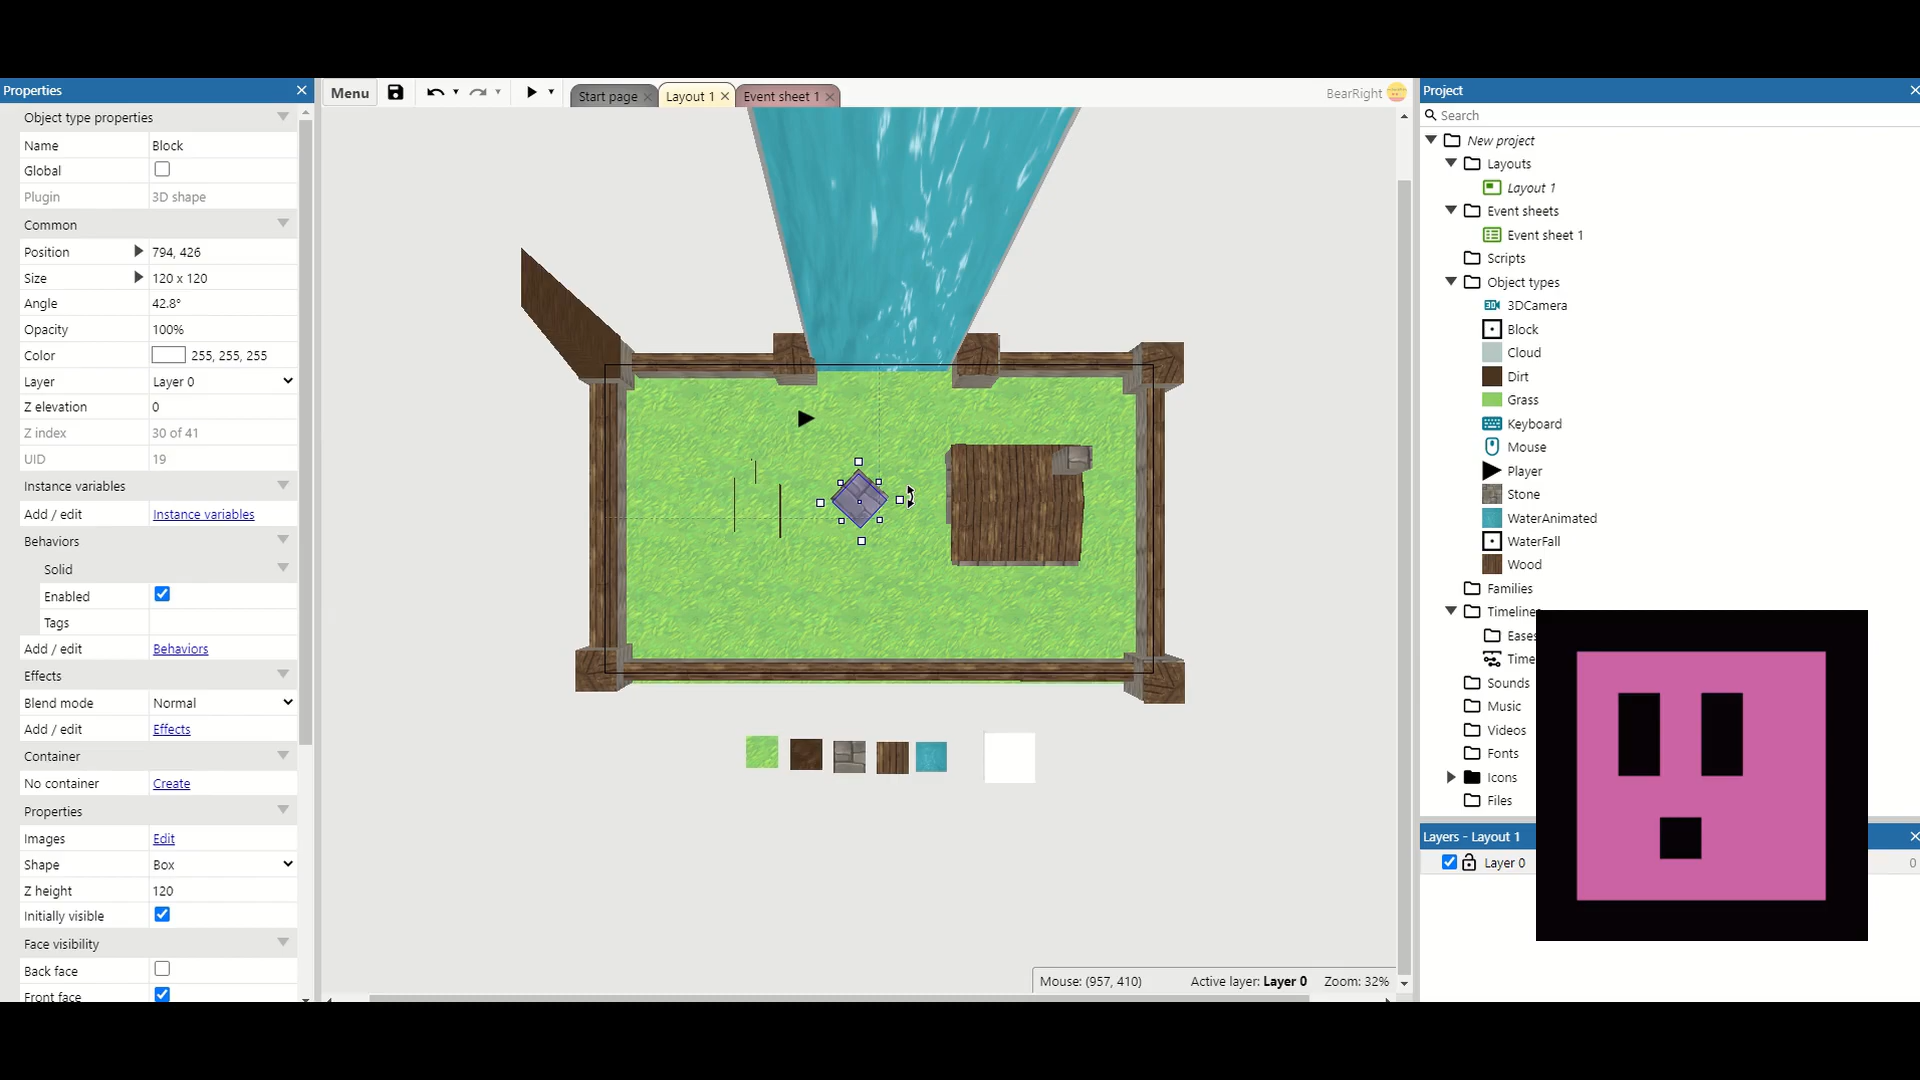 Properties
Menu
Start page
Layout 1
Event sheet 1
BearRight
Project
Object type properties
Name Block
Global
Plugin 3D shape
Common
Position 794, 426
Size 120 x 120
Angle 42.8°
Opacity 100%
Color 255, 255, 255
Layer Layer 0
Z elevation 0
Z index 30 of 41
UID 19
Instance variables
Add / edit Instance variables
Behaviors
Solid
Enabled
Tags
Add / edit Behaviors
Effects
Blend mode Normal
Add / edit Effects
Container
No container Create
Properties
Images Edit
Shape Box
Z height 120
Initially visible
Face visibility
Back face
Front face
Mouse: (957, 410) Active layer: Layer 0 Zoom: 32%
Search
New project
Layouts
Layout 1
Event sheets
Event sheet 1
Scripts
Object types
3DCamera
Block
Cloud
Dirt
Grass
Keyboard
Mouse
Player
Stone
WaterAnimated
WaterFall
Wood
Families
Timeline
Eases
Time
Sounds
Music
Videos
Fonts
Icons
Files
Layers - Layout 1
Layer 0 0